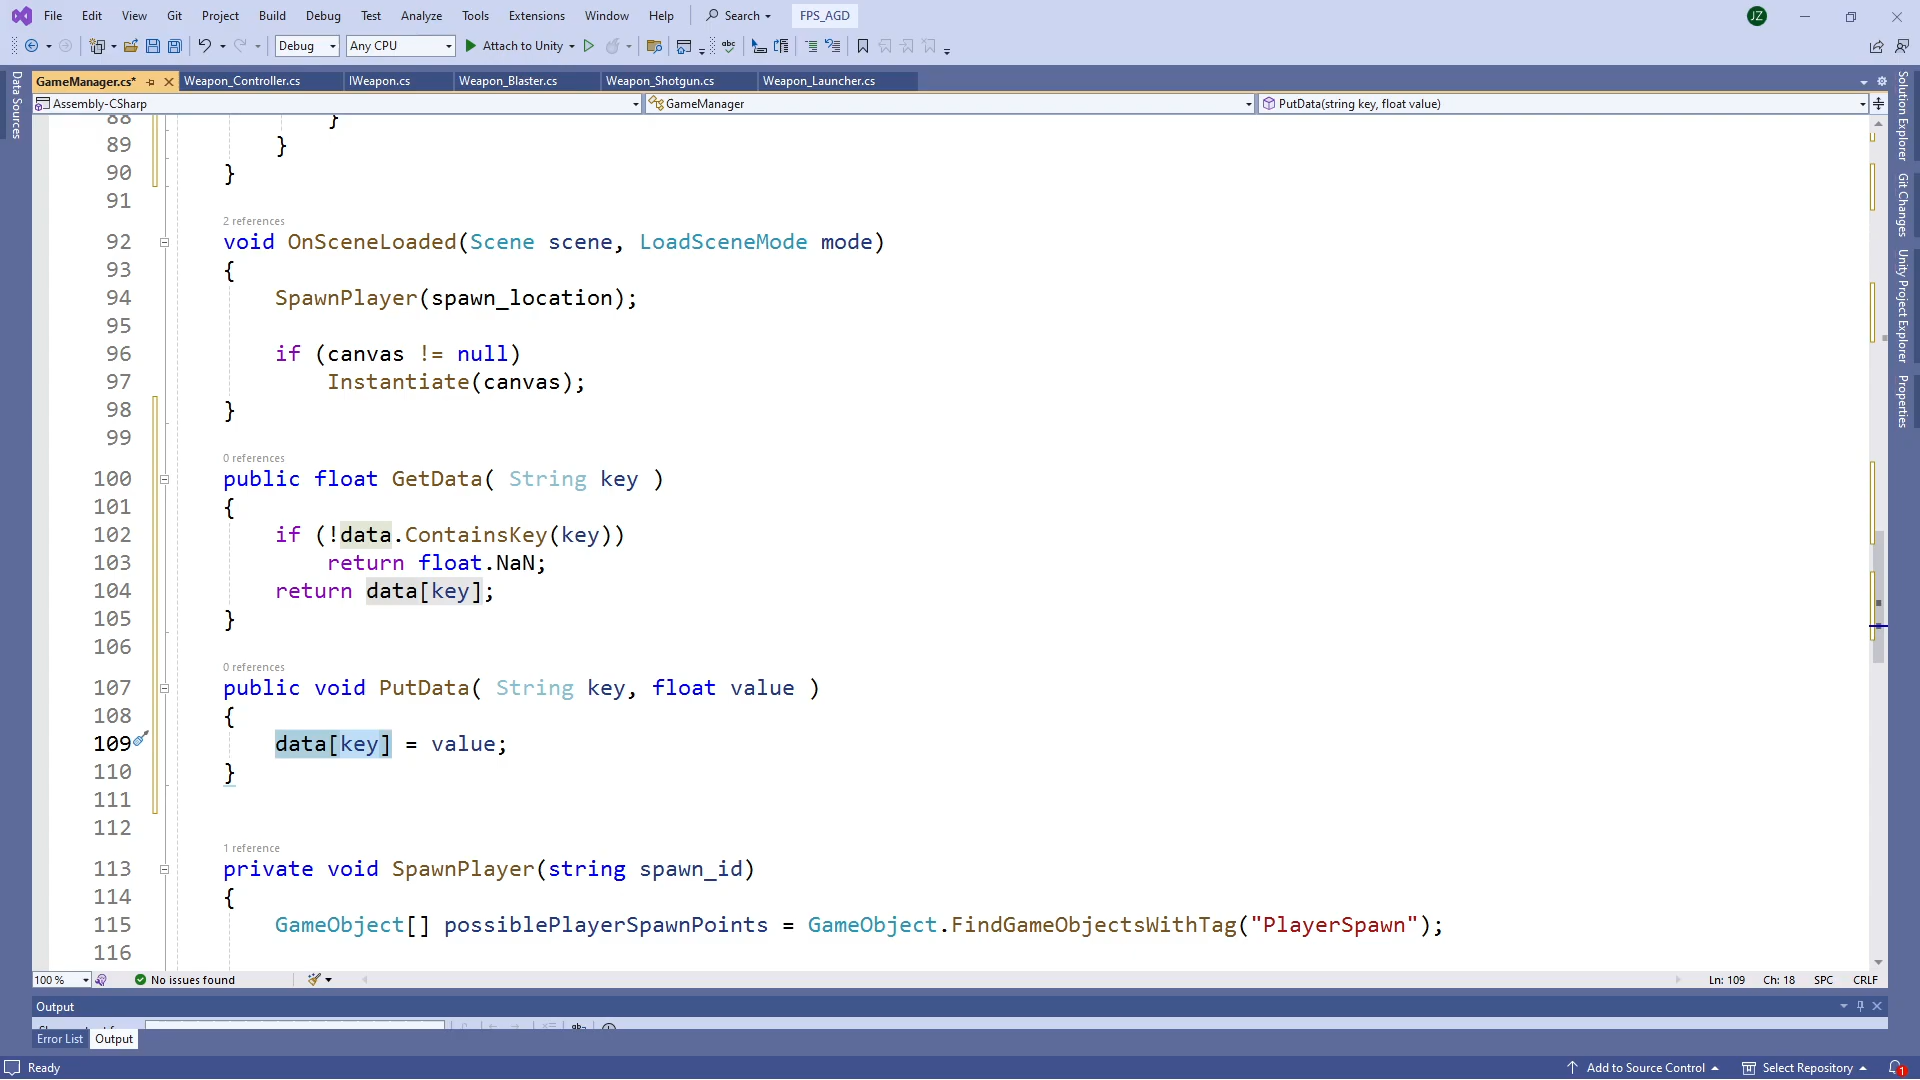 File Edit View Git Project Build Debug Test Analyze Tools Extensions Window Help Search FPS_AGD JZ
Debug Any CPU Attach to Unity
GameManager.cs* Weapon_Controller.cs IWeapon.cs Weapon_Blaster.cs Weapon_Shotgun.cs Weapon_Launcher.cs
Assembly-CSharp GameManager PutData(string key, float value)
Data Sources
Solution Explorer
Git Changes
Unity Project Explorer
Properties
88 }
89 }
90 }
91
2 references
92 void OnSceneLoaded(Scene scene, LoadSceneMode mode)
93 {
94 SpawnPlayer(spawn_location);
95
96 if (canvas != null)
97 Instantiate(canvas);
98 }
99
0 references
100 public float GetData( String key )
101 {
102 if (!data.ContainsKey(key))
103 return float.NaN;
104 return data[key];
105 }
106
0 references
107 public void PutData( String key, float value )
108 {
109 data[key] = value;
110 }
111
112
1 reference
113 private void SpawnPlayer(string spawn_id)
114 {
115 GameObject[] possiblePlayerSpawnPoints = GameObject.FindGameObjectsWithTag("PlayerSpawn");
116
100 % No issues found Ln: 109 Ch: 18 SPC CRLF
Output
Error List Output
Ready Add to Source Control Select Repository 1